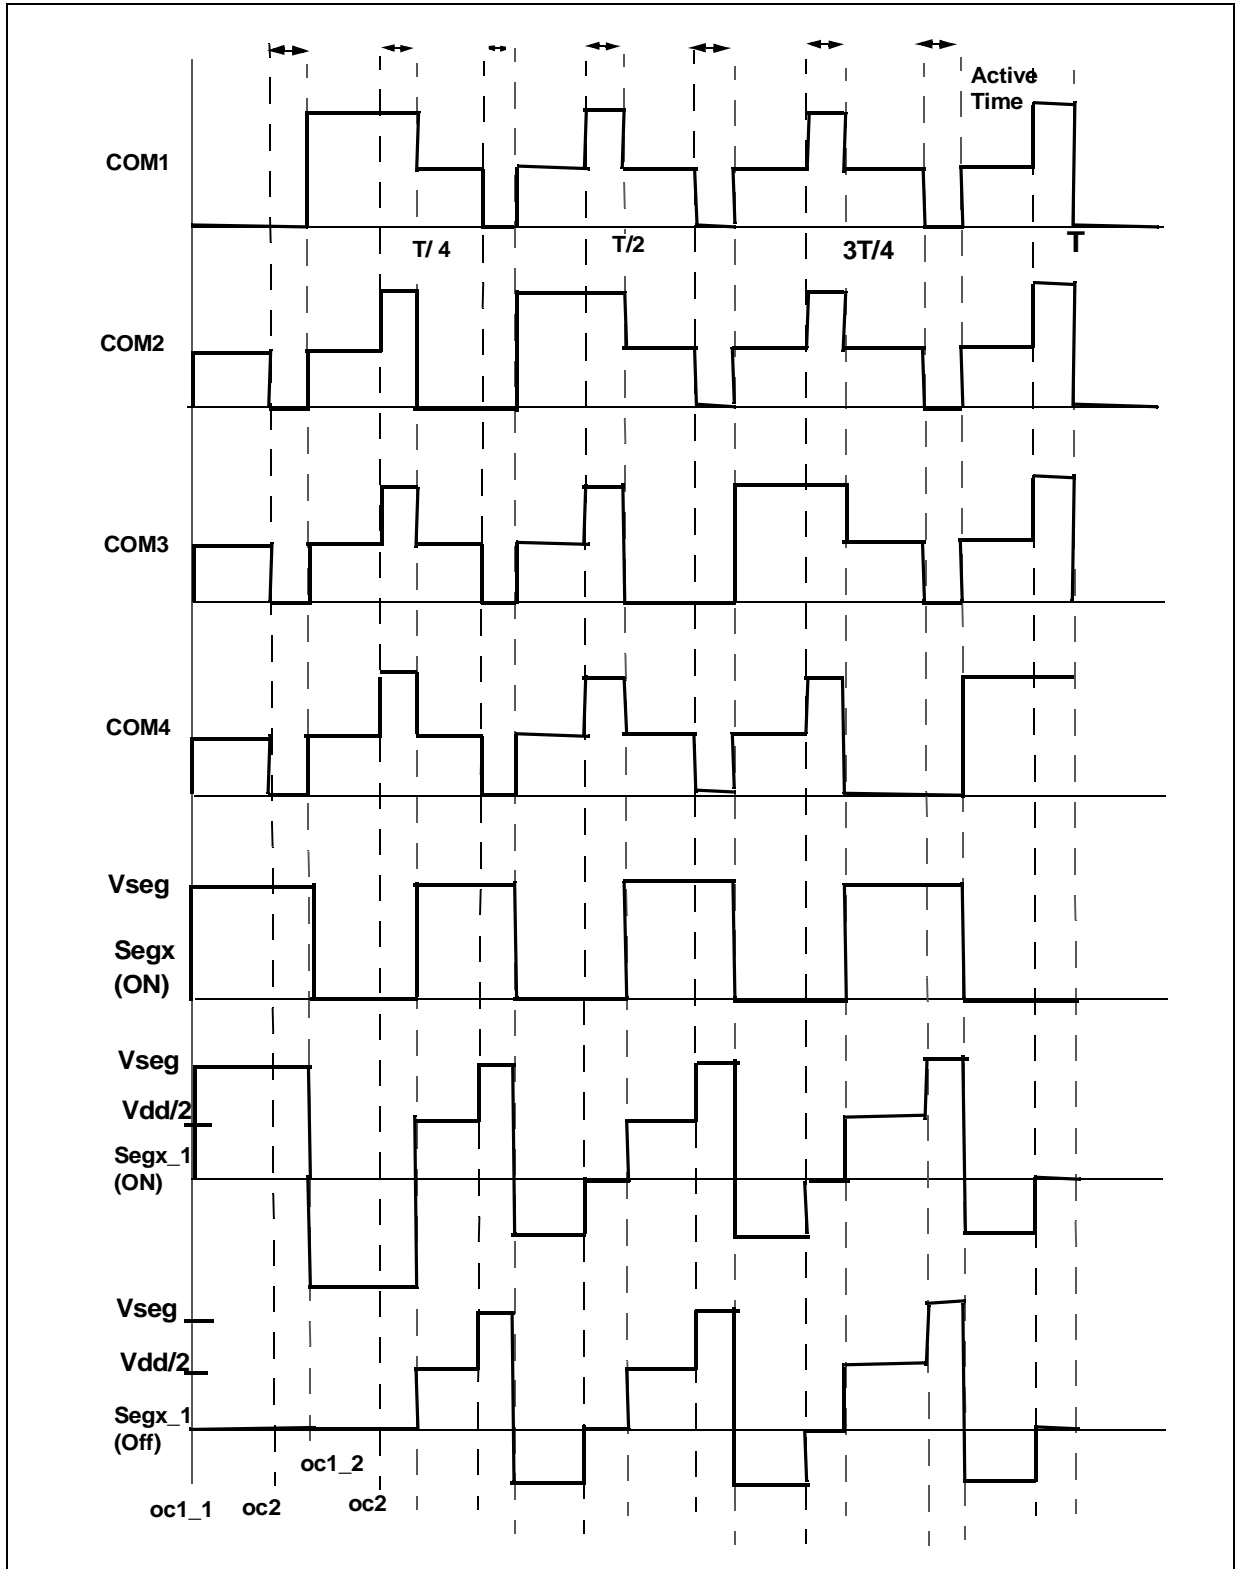 Active
Time
COM1
T/ 4
T/2
3T/4
T
COM2
COM3
COM4
Vseg
Segx
(ON)
Vseg
Vdd/2
Segx_1
(ON)
Vseg
Vdd/2
Segx_1
(Off)
oc1_2
oc1_1
oc2
oc2